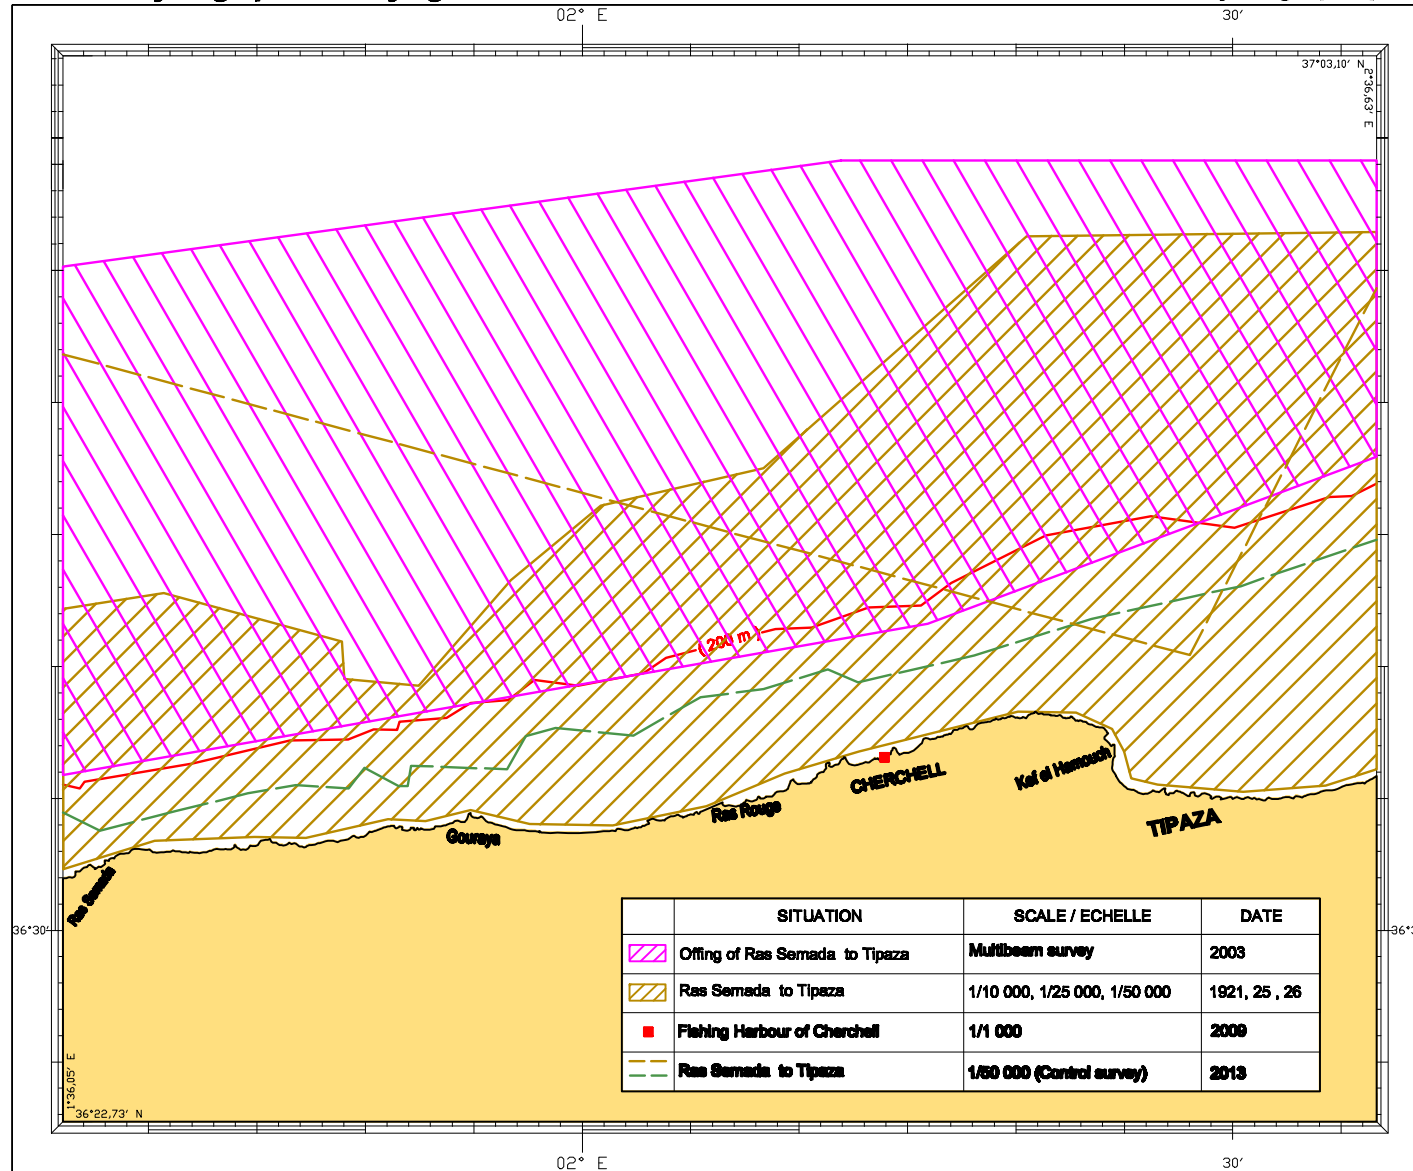 02° E 30'
37°03,10' N
2°36,63' E
( 200 m )
CHERCHELL
Kef el Hamouch
Ras Rouge
TIPAZA
Gouraya
Ras Semada
SITUATION SCALE / ECHELLE DATE
36°30' 36°3
Offing of Ras Semada to Tipaza Multibeam survey 2003
Ras Semada to Tipaza 1/10 000, 1/25 000, 1/50 000 1921, 25 , 26
Fishing Harbour of Cherchell 1/1 000 2009
Ras Semada to Tipaza 1/50 000 (Control survey) 2013
1°36,05' E
36°22,73' N
02° E 30'